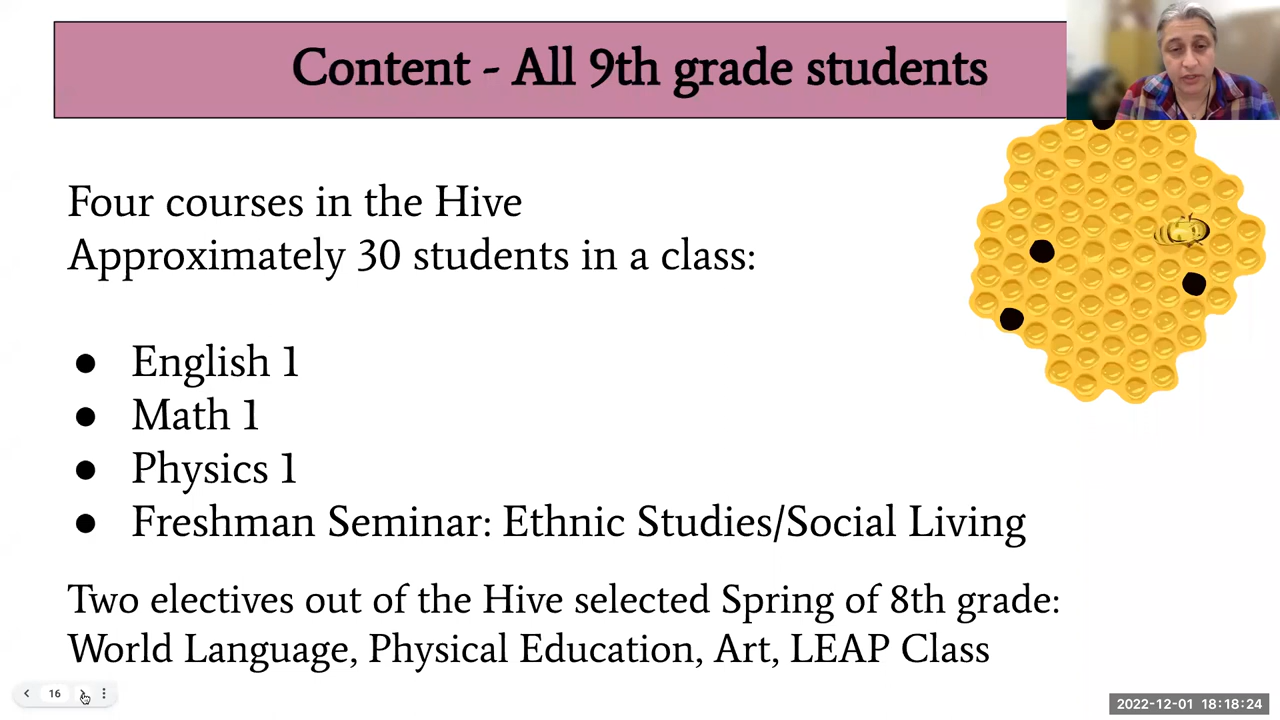 Content - All 9th grade students
Four courses in the Hive
Approximately 30 students in a class:
● English 1
● Math 1
● Physics 1
● Freshman Seminar: Ethnic Studies/Social Living
Two electives out of the Hive selected Spring of 8th grade:
World Language, Physical Education, Art, LEAP Class
16
2022-12-01 18:18:24